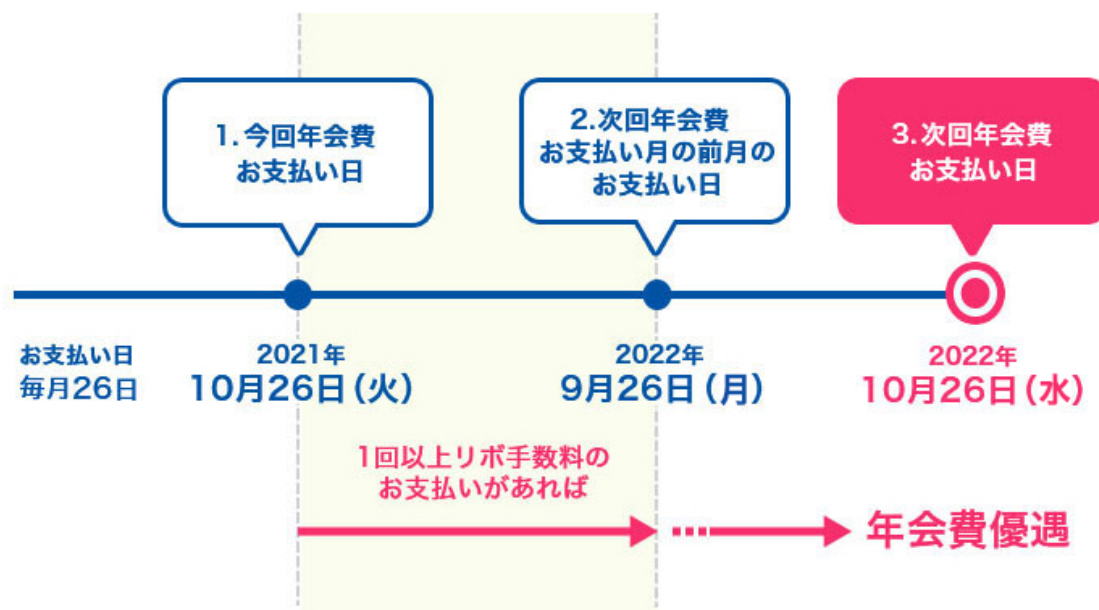 1.今回年会費
お支払い日
2.次回年会費
お支払い月の前月の
お支払い日
3.次回年会費
お支払い日
お支払い日
毎月26日
2021年
10月26日(火)
2022年
9月26日(月)
2022年
10月26日(水)
1回以上リボ手数料の
お支払いがあれば
年会費優遇